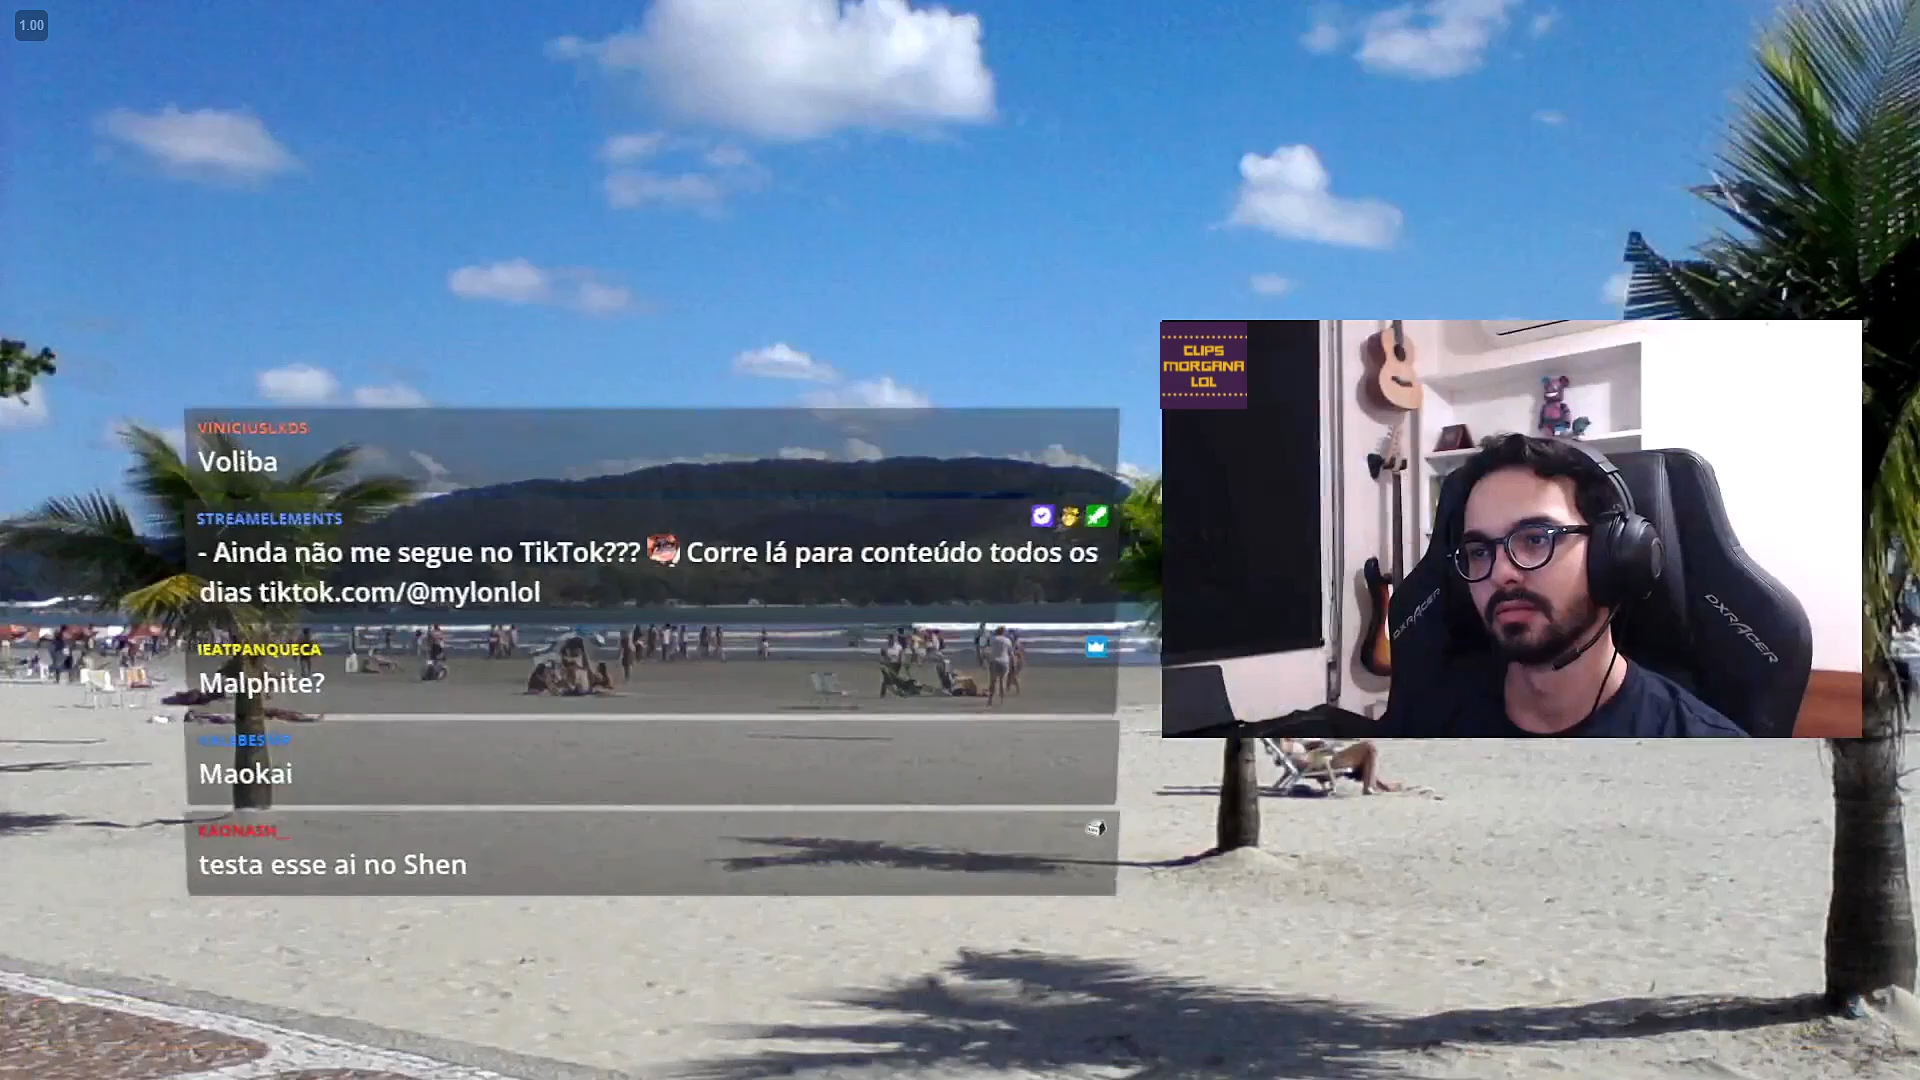 1.00
VINICIUSLXDS
Voliba
STREAMELEMENTS
- Ainda não me segue no TikTok??? Corre lá para conteúdo todos os
dias tiktok.com/@mylonlol
IEATPANQUECA
Malphite?
Maokai
KAONASH__
testa esse ai no Shen
CLIPS
MORGANA
LOL
DXRACER
DXRACER